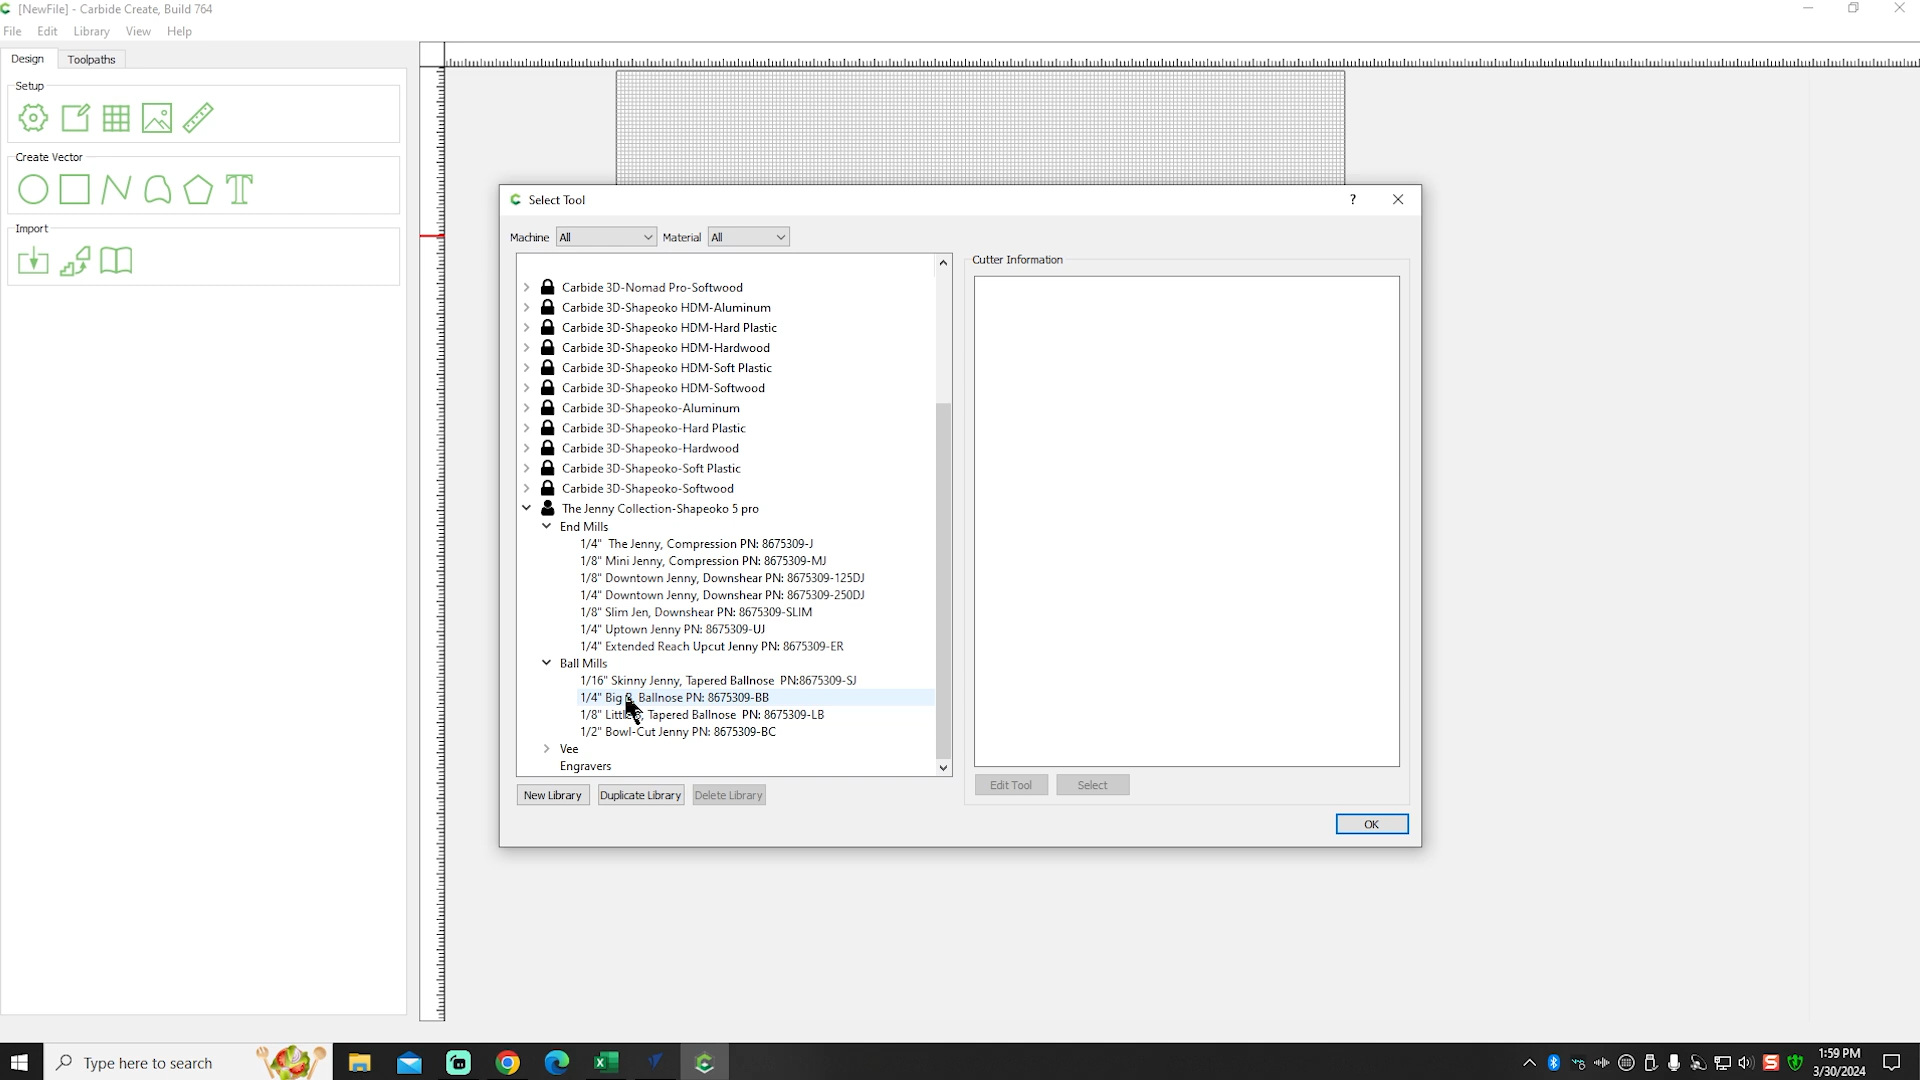 [NewFile] - Carbide Create, Build 764
File Edit Library View Help
Design Toolpaths
Setup
Create Vector
Import
Select Tool
?
Machine All Material All
Cutter Information
Carbide 3D-Nomad Pro-Softwood
Carbide 3D-Shapeoko HDM-Aluminum
Carbide 3D-Shapeoko HDM-Hard Plastic
Carbide 3D-Shapeoko HDM-Hardwood
Carbide 3D-Shapeoko HDM-Soft Plastic
Carbide 3D-Shapeoko HDM-Softwood
Carbide 3D-Shapeoko-Aluminum
Carbide 3D-Shapeoko-Hard Plastic
Carbide 3D-Shapeoko-Hardwood
Carbide 3D-Shapeoko-Soft Plastic
Carbide 3D-Shapeoko-Softwood
The Jenny Collection-Shapeoko 5 pro
End Mills
1/4" The Jenny, Compression PN: 8675309-J
1/8" Mini Jenny, Compression PN: 8675309-MJ
1/8" Downtown Jenny, Downshear PN: 8675309-125DJ
1/4" Downtown Jenny, Downshear PN: 8675309-250DJ
1/8" Slim Jen, Downshear PN: 8675309-SLIM
1/4" Uptown Jenny PN: 8675309-UJ
1/4" Extended Reach Upcut Jenny PN: 8675309-ER
Ball Mills
1/16" Skinny Jenny, Tapered Ballnose PN:8675309-SJ
1/4" Big Ballnose PN: 8675309-BB
1/8" Tapered Ballnose PN: 8675309-LB
1/2" Bowl-Cut Jenny PN: 8675309-BC
Vee
Engravers
Edit Tool Select
New Library Duplicate Library Delete Library
OK
Type here to search
1:59 PM
3/30/2024